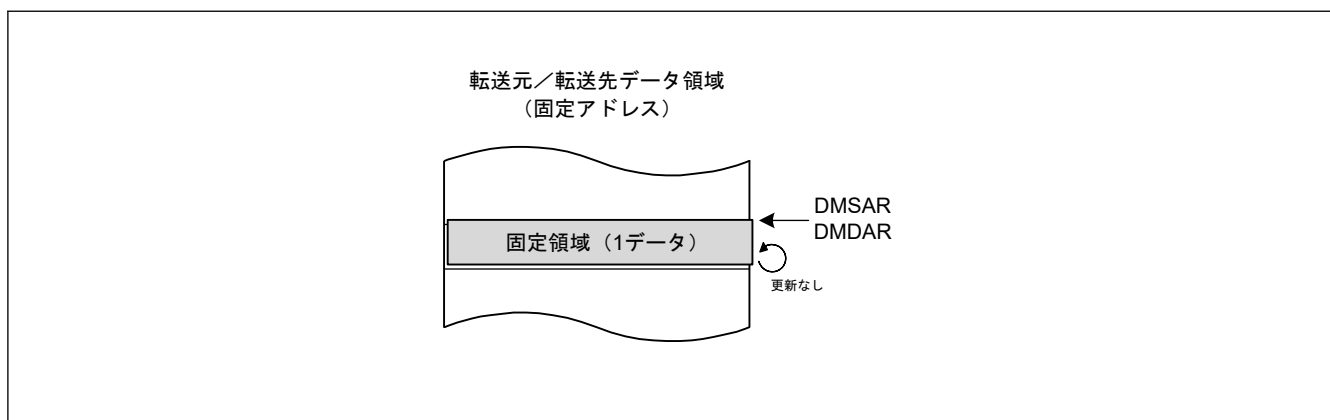 転送元／転送先データ領域
（固定アドレス）
DMSAR
固定領域（1データ）
DMDAR
更新なし